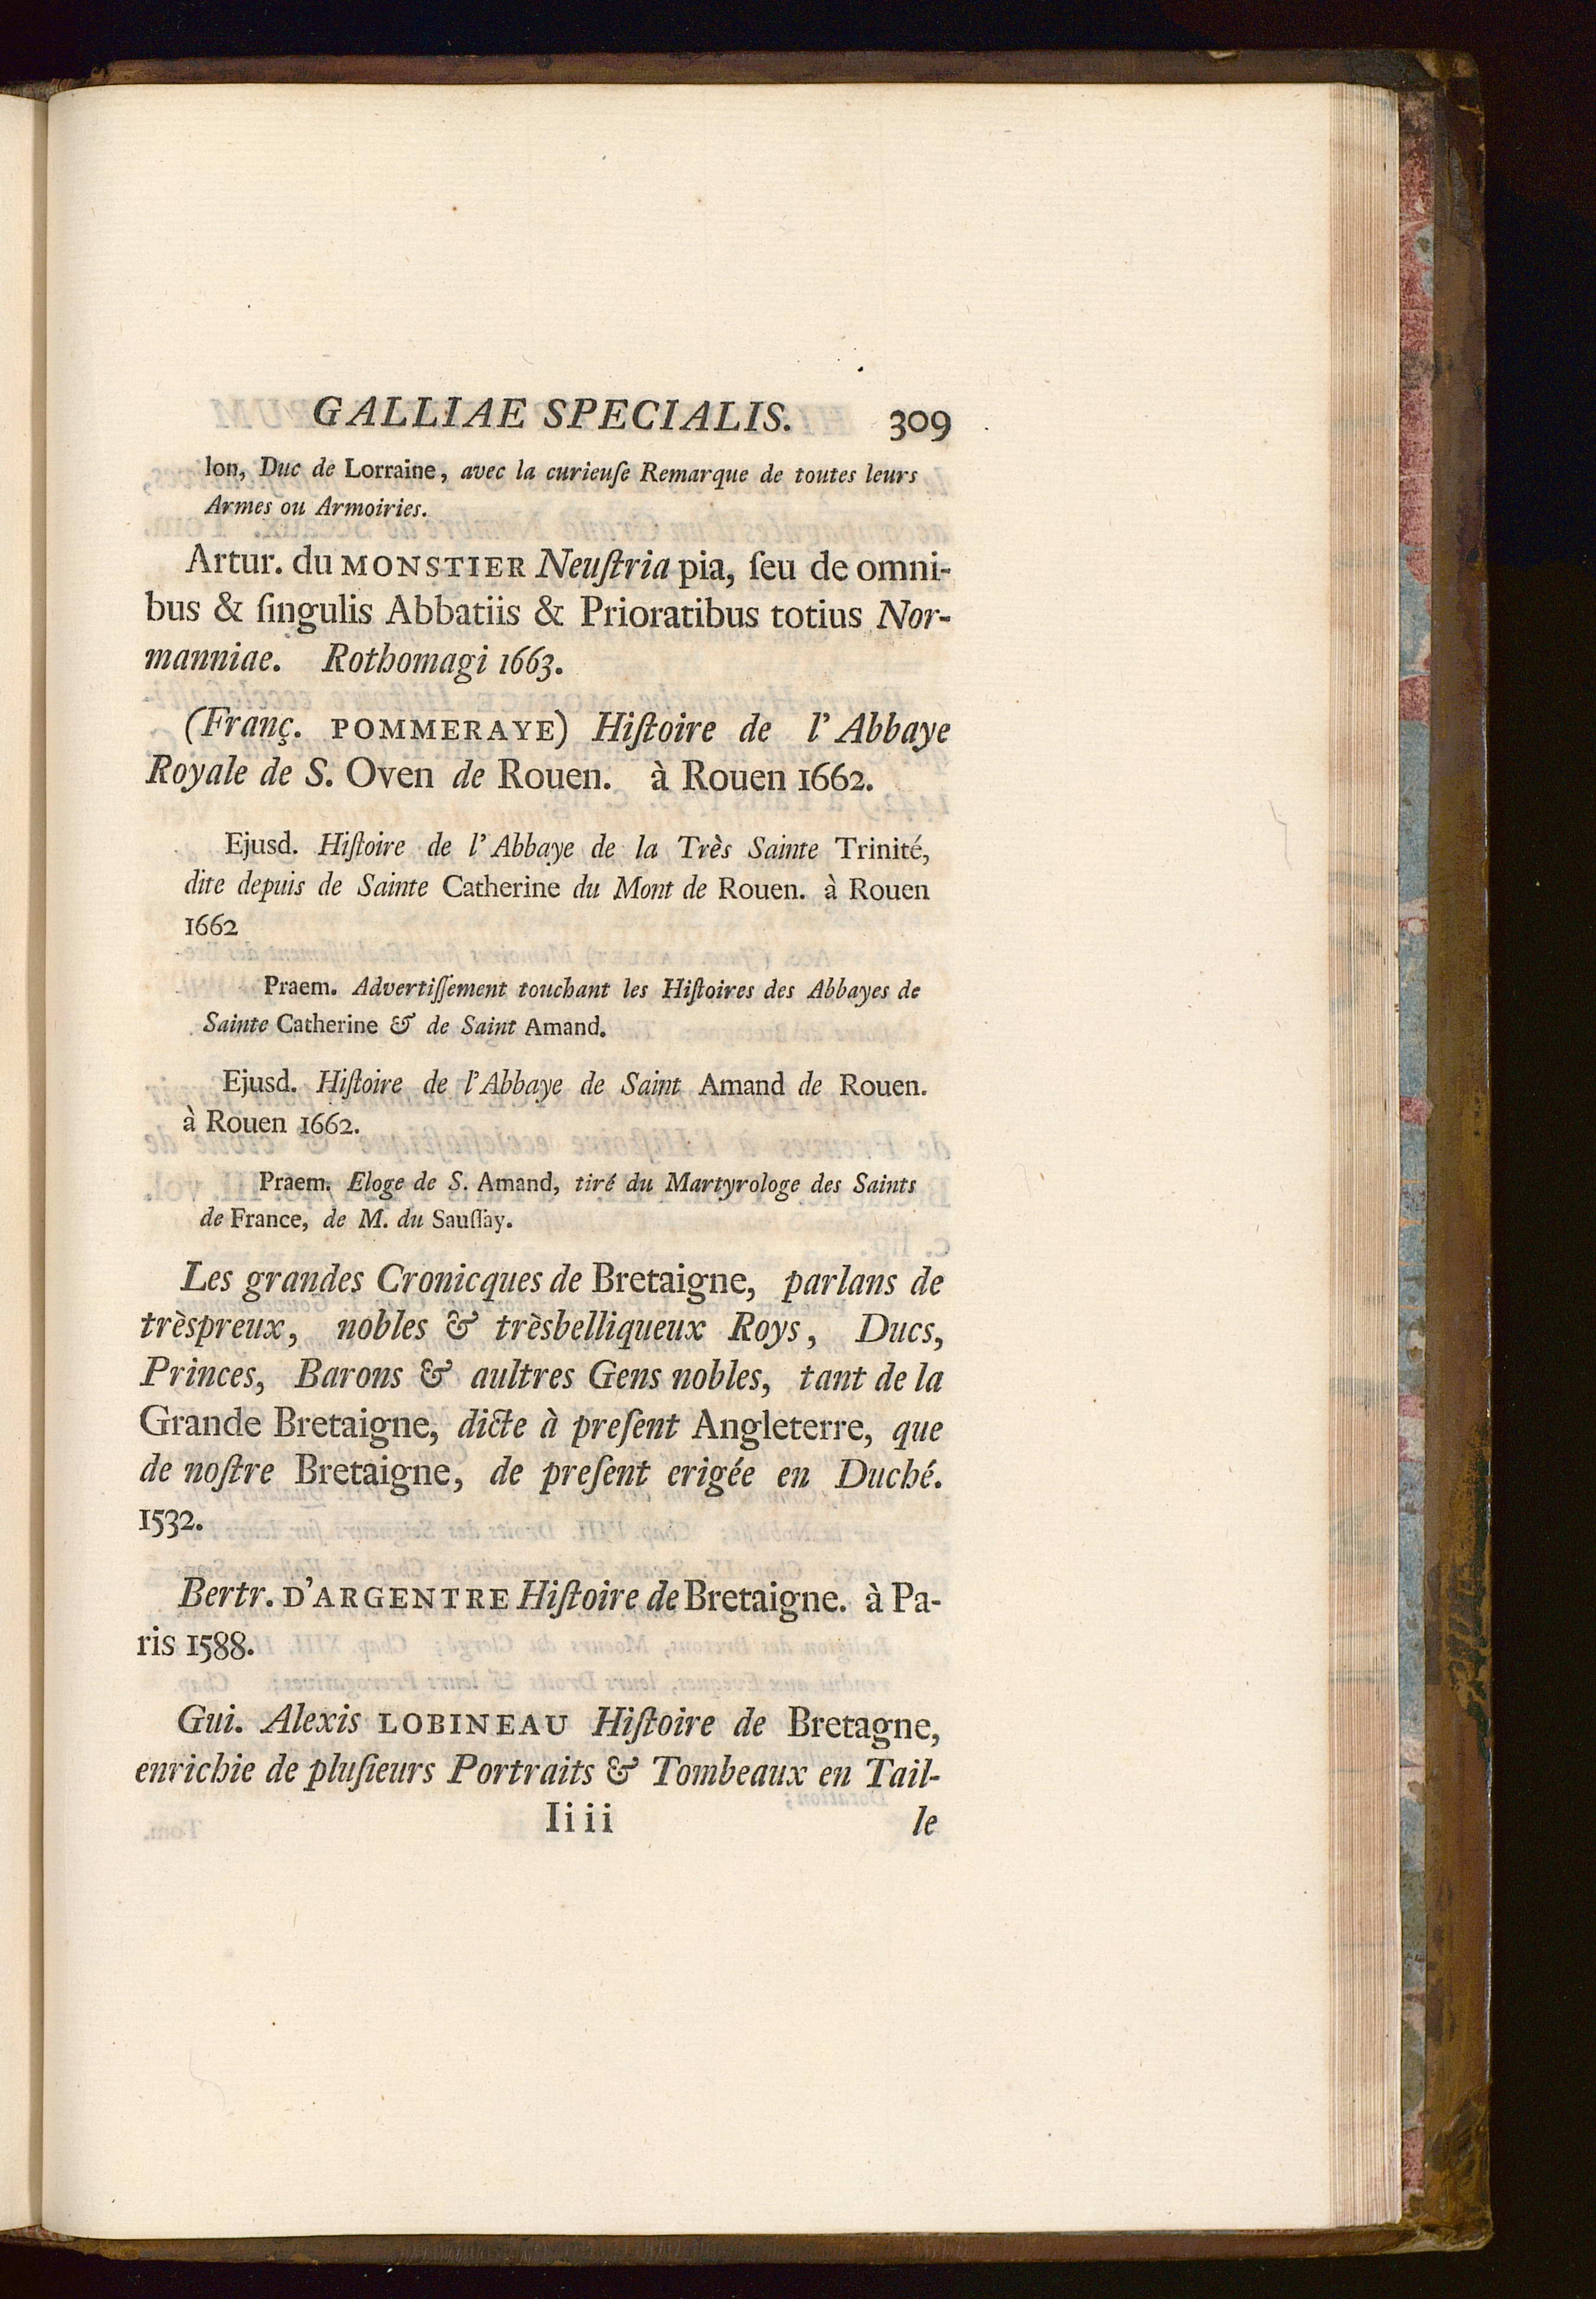 GALLIAE SPECIALIS. 309
lon, Duc de Lorraine, avec la curieuſe Remarque de toutes leurs
Armes ou Armoiries.
Artur. du MONSTIER Neuſtria pia, ſeu de omni-
bus & ſingulis Abbatiis & Prioratibus totius Nor-
manniae. Rothomagi 1663.
(Franç. POMMERAYE) Hiſtoire de l' Abbaye
Royale de S. Oven de Rouen. à Rouen 1662.
Ejusd. Hiſtoire de l' Abbaye de la Très Sainte Trinité,
dite depuis de Sainte Catherine du Mont de Rouen. à Rouen
1662
Praem. Advertiſſement touchant les Hiſtoires des Abbayes de
Sainte Catherine & de Saint Amand.
Ejusd. Hiſtoire de l'Abbaye de Saint Amand de Rouen.
à Rouen 1662.
Praem. Eloge de S. Amand, tiré du Martyrologe des Saints
de France, de M. du Sauſſay.
Les grandes Cronicques de Bretaigne, parlans de
trèspreux, nobles & trèsbelliqueux Roys, Ducs,
Princes, Barons & aultres Gens nobles, tant de la
Grande Bretaigne, dicte à preſent Angleterre, que
de noſtre Bretaigne, de preſent erigée en Duché.
1532.
Bertr. D'ARGENTRE Hiſtoire de Bretaigne. à Pa-
ris 1588.
Gui. Alexis LOBINEAU Hiſtoire de Bretagne,
enrichie de pluſieurs Portraits & Tombeaux en Tail-
Iiii le